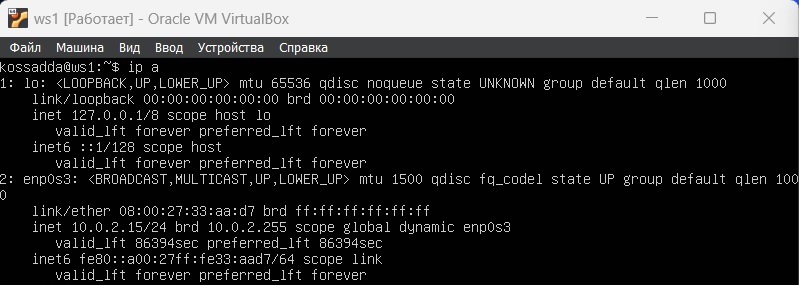 ws1 [Работает] - Oracle VM VirtualBox
Файл Машина Вид Ввод Устройства Справка
kossadda@ws1:~$ ip a
1: lo: <LOOPBACK,UP,LOWER_UP> mtu 65536 qdisc noqueue state UNKNOWN group default qlen 1000
link/loopback 00:00:00:00:00:00 brd 00:00:00:00:00:00
inet 127.0.0.1/8 scope host lo
valid_lft forever preferred_lft forever
inet6 ::1/128 scope host
valid_lft forever preferred_lft forever
2: enp0s3: <BROADCAST,MULTICAST,UP,LOWER_UP> mtu 1500 qdisc fq_codel state UP group default qlen 100
0
link/ether 08:00:27:33:aa:d7 brd ff:ff:ff:ff:ff:ff
inet 10.0.2.15/24 brd 10.0.2.255 scope global dynamic enp0s3
valid_lft 86394sec preferred_lft 86394sec
inet6 fe80::a00:27ff:fe33:aad7/64 scope link
valid_lft forever preferred_lft forever